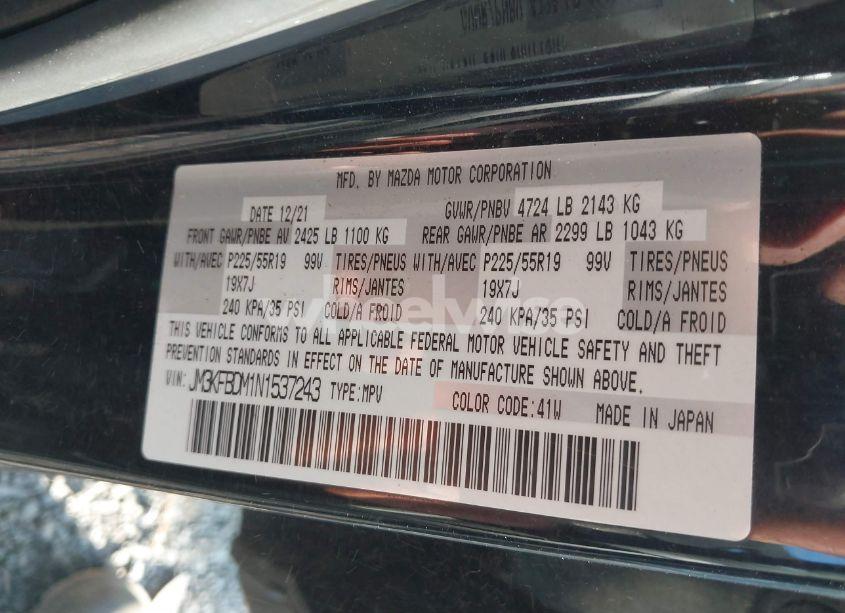 MFD. BY MAZDA MOTOR CORPORATION
DATE 12/21 GVWR/PNBV 4724 LB 2143 KG
FRONT GAWR/PNBE AV 2425 LB 1100 KG REAR GAWR/PNBE AR 2299 LB 1043 KG
WITH/AVEC P225/55R19 99V TIRES/PNEUS WITH/AVEC P225/55R19 99V TIRES/PNEUS
19X7J RIMS/JANTES 19X7J RIMS/JANTES
240 KPA/35 PSI COLD/A FROID 240 KPA/35 PSI COLD/A FROID
THIS VEHICLE CONFORMS TO ALL APPLICABLE FEDERAL MOTOR VEHICLE SAFETY AND THEFT
PREVENTION STANDARDS IN EFFECT ON THE DATE OF MANUFACTURE SHOWN ABOVE.
VIN: JM3KFBDM1N1537243 TYPE:MPV COLOR CODE:41W MADE IN JAPAN